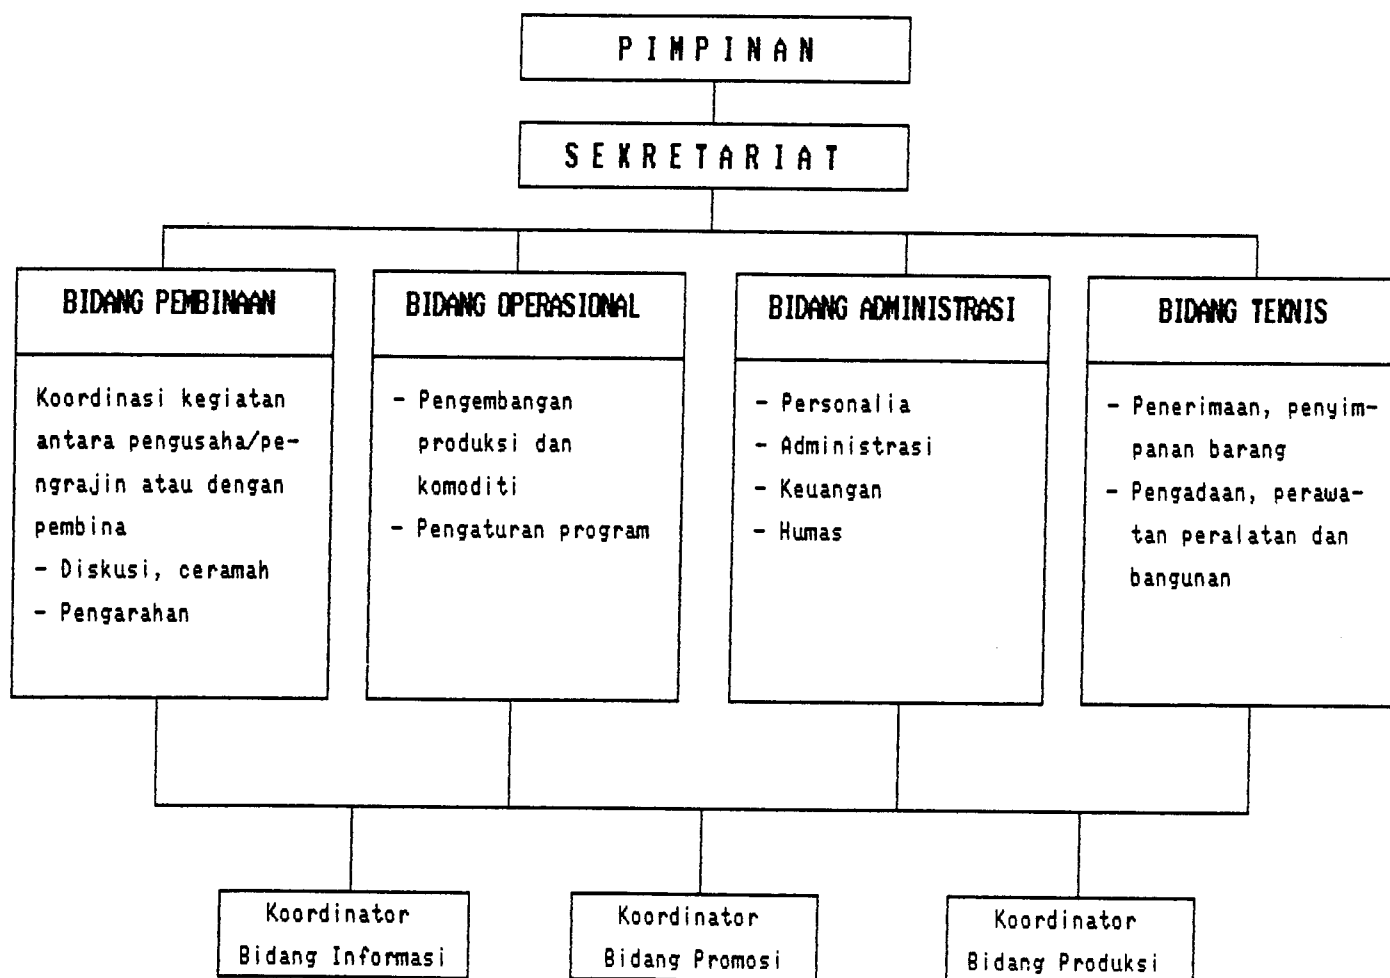 PIMPINAN
SEKRETARIAT
BIDANG PEMBINAAN
Koordinasi kegiatan
antara pengusaha/pe-
ngrajin atau dengan
pembina
- Diskusi, ceramah
- Pengarahan
BIDANG OPERASIONAL
- Pengembangan
produksi dan
komoditi
- Pengaturan program
BIDANG ADMINISTRASI
- Personalia
- Administrasi
- Keuangan
- Humas
BIDANG TEKNIS
- Penerimaan, penyim-
panan barang
- Pengadaan, perawa-
tan peralatan dan
bangunan
Koordinator
Bidang Informasi
Koordinator
Bidang Promosi
Koordinator
Bidang Produksi